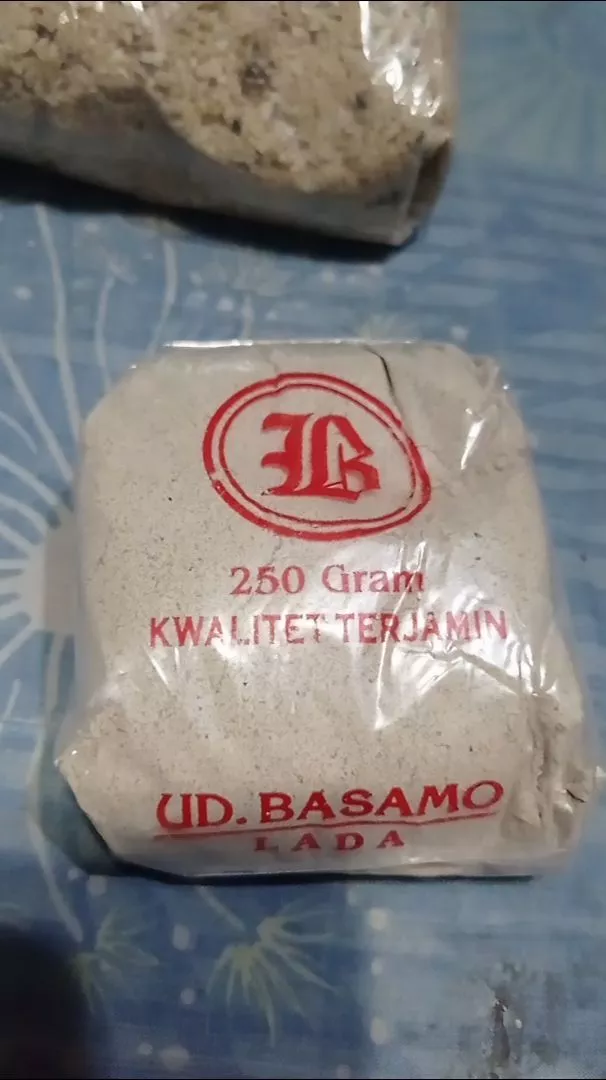 B
250 Gram
KWALITET TERJAMIN
UD. BASAMO
LADA